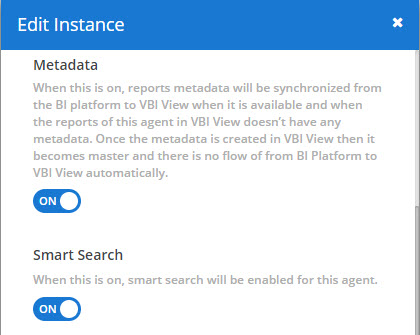 Edit Instance
Metadata
When this is on, reports metadata will be synchronized from
the BI platform to VBI View when it is available and when
the reports of this agent in VBI View doesn't have any
metadata. Once the metadata is created in VBI View then it
becomes master and there is no flow of from BI Platform to
VBI View automatically.
ON
Smart Search
When this is on, smart search will be enabled for this agent.
ON